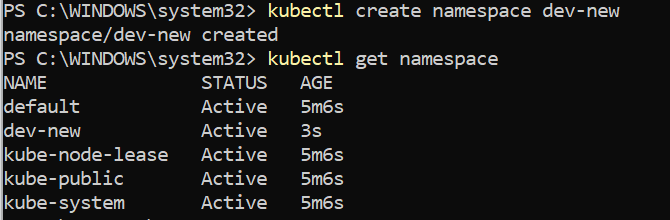 PS C:\WINDOWS\system32> kubectl create namespace dev-new
namespace/dev-new created
PS C:\WINDOWS\system32> kubectl get namespace
NAME STATUS AGE
default Active 5m6s
dev-new Active 3s
kube-node-lease Active 5m6s
kube-public Active 5m6s
kube-system Active 5m6s